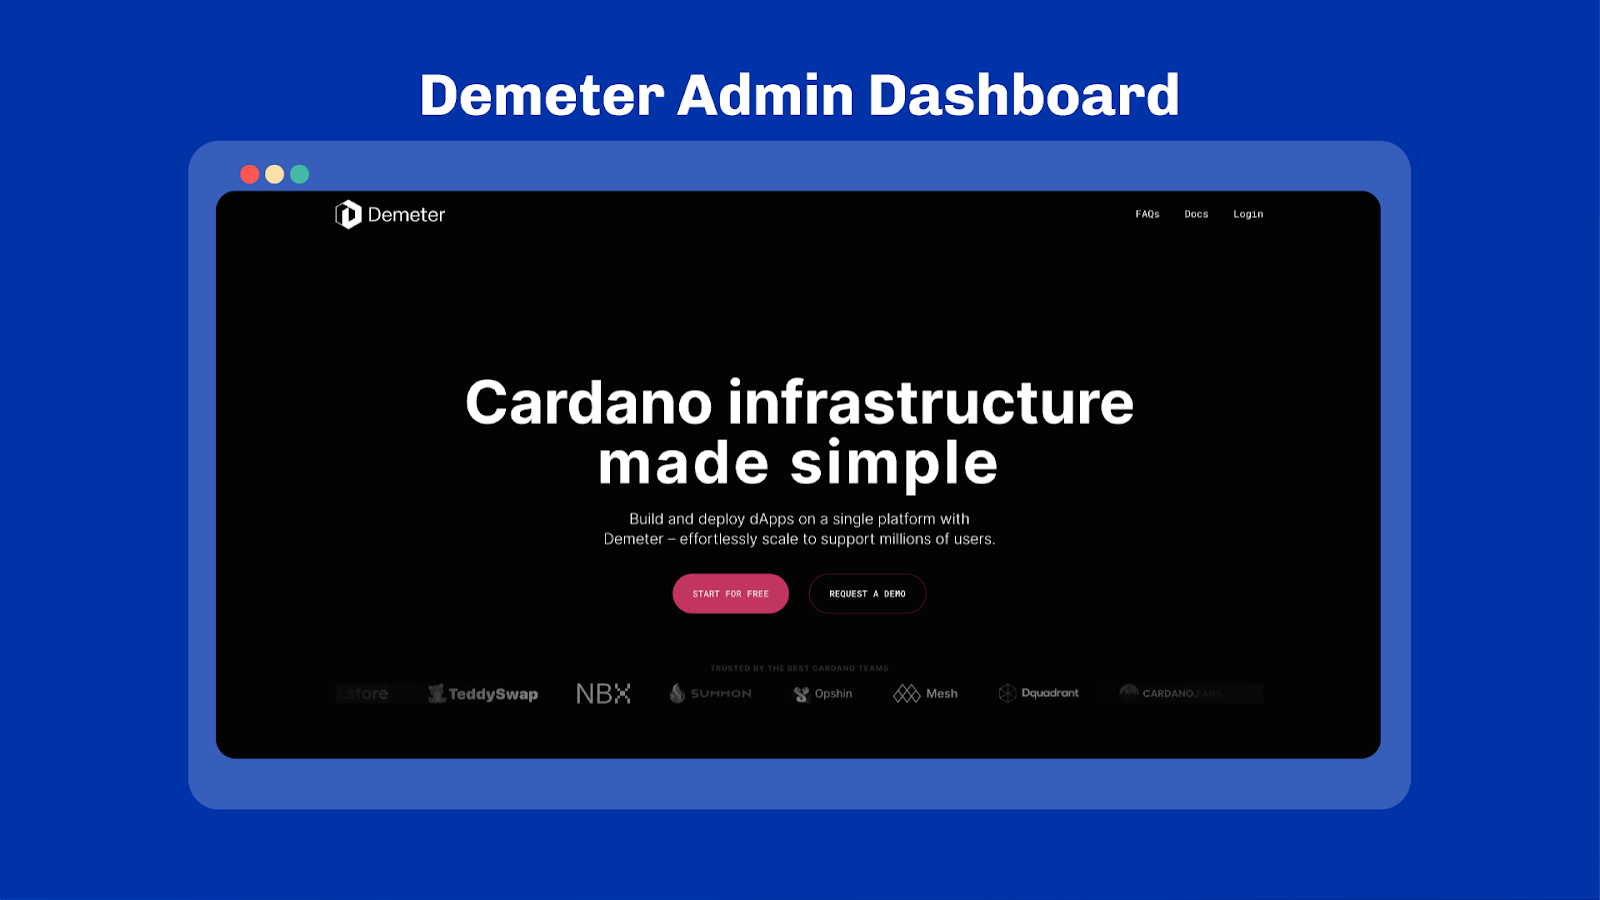 Demeter Admin Dashboard
Demeter
FAQs Docs Login
Cardano infrastructure
made simple
Build and deploy dApps on a single platform with
Demeter – effortlessly scale to support millions of users.
START FOR FREE REQUEST A DEMO
TRUSTED BY THE BEST CARDANO TEAMS
.store TeddySwap NBX SUMMON Opshin Mesh Dquadrant CARDANO.FANS